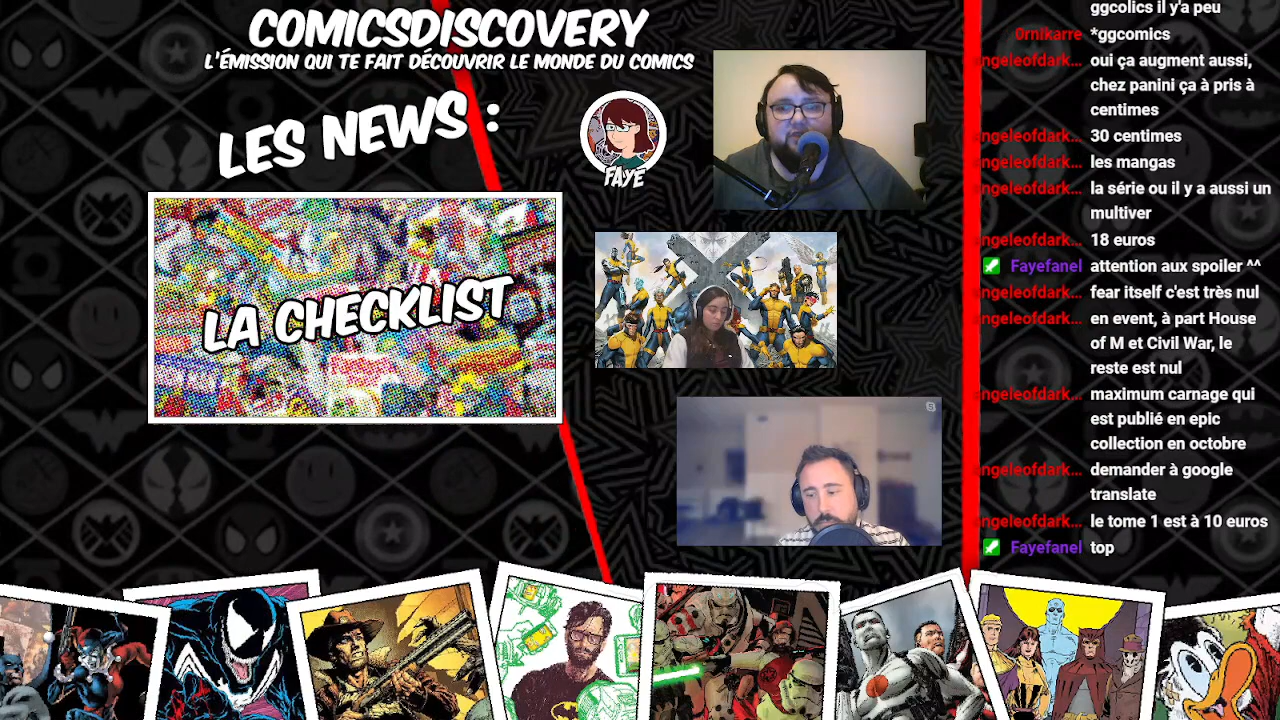 COMICSDISCOVERY
L'ÉMISSION QUI TE FAIT DÉCOUVRIR LE MONDE DU COMICS
LES NEWS :
FAYE
LA CHECKLIST
ggcolics il y'a peu
0rnikarre *ggcomics
ngeleofdark... oui ça augment aussi,
chez panini ça à pris à
centimes
ngeleofdark... 30 centimes
ngeleofdark... les mangas
ngeleofdark... la série ou il y a aussi un
multiver
ngeleofdark... 18 euros
Fayefanel attention aux spoiler ^^
ngeleofdark... fear itself c'est très nul
ngeleofdark... en event, à part House
of M et Civil War, le
reste est nul
ngeleofdark... maximum carnage qui
est publié en epic
collection en octobre
ngeleofdark... demander à google
translate
ngeleofdark... le tome 1 est à 10 euros
Fayefanel top